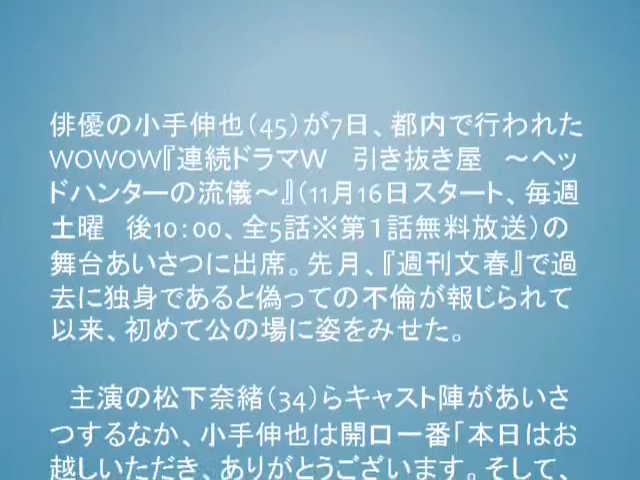 俳優の小手伸也（45）が7日、都内で行われた
WOWOW『連続ドラマＷ　引き抜き屋　～ヘッ
ドハンターの流儀～』（11月16日スタート、毎週
土曜　後10：00、全5話※第１話無料放送）の
舞台あいさつに出席。先月、『週刊文春』で過
去に独身であると偽っての不倫が報じられて
以来、初めて公の場に姿をみせた。
主演の松下奈緒（34）らキャスト陣があいさ
つするなか、小手伸也は開口一番「本日はお
越しいただき、ありがとうございます。そして、